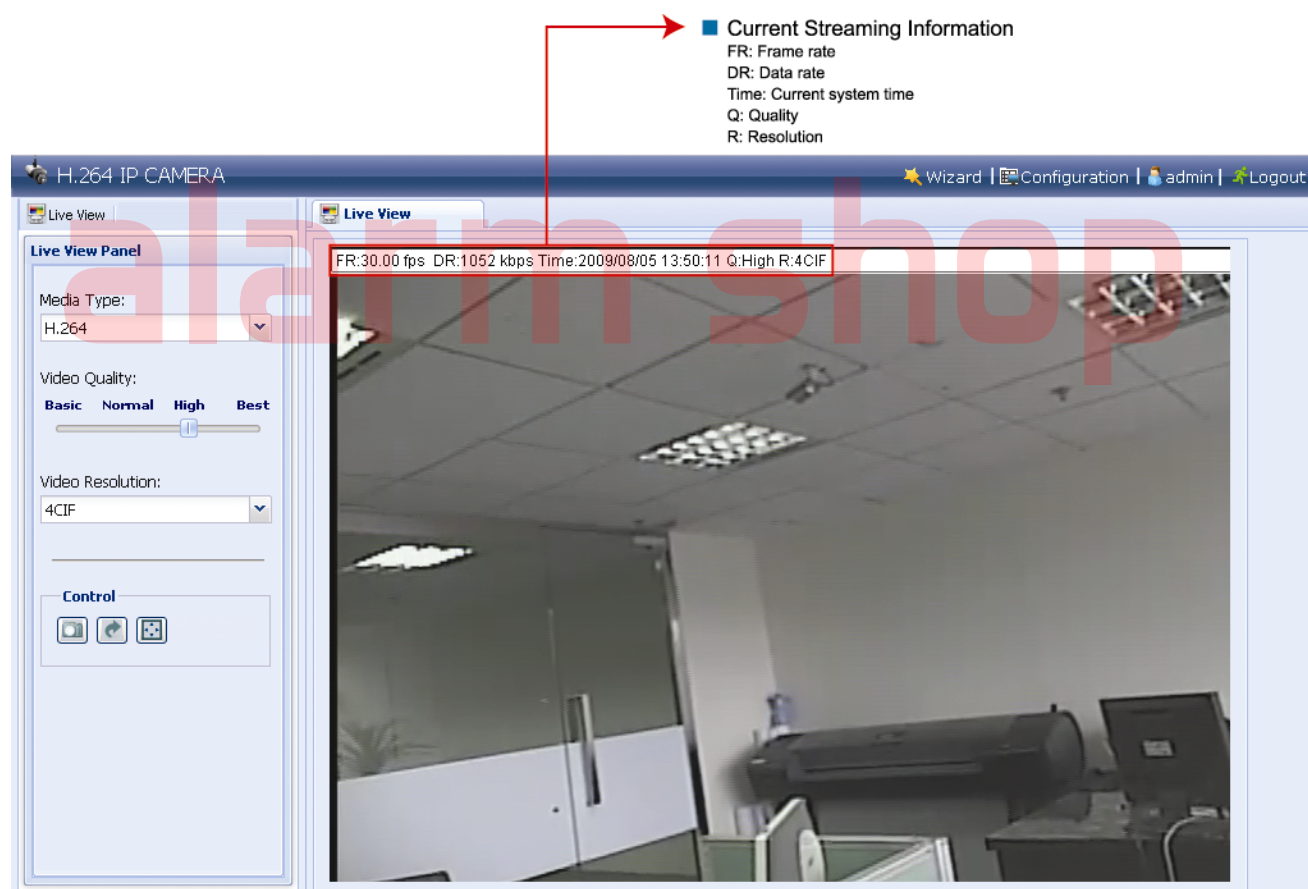 Current Streaming Information
FR: Frame rate
DR: Data rate
Time: Current system time
Q: Quality
R: Resolution
H.264 IP CAMERA
Wizard | Configuration | admin | Logout
Live View
Live View
Live View Panel
FR:30.00 fps DR:1052 kbps Time:2009/08/05 13:50:11 Q:High R:4CIF
alarm shop
Media Type:
H.264
Video Quality:
Basic Normal High Best
Video Resolution:
4CIF
Control